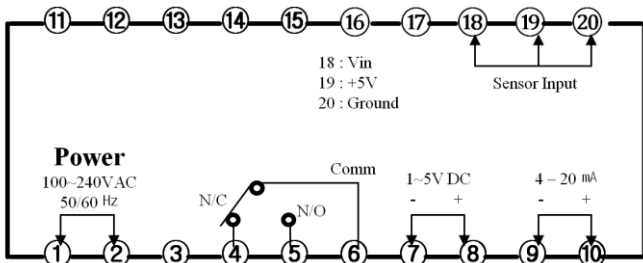 11 12 13 14 15 16 17 18 19 20
18 : Vin
19 : +5V
20 : Ground
Sensor Input
Power
100~240VAC
50/60 Hz
N/C
N/O
Comm
1~5V DC
- +
4 – 20 mA
- +
1 2 3 4 5 6 7 8 9 10